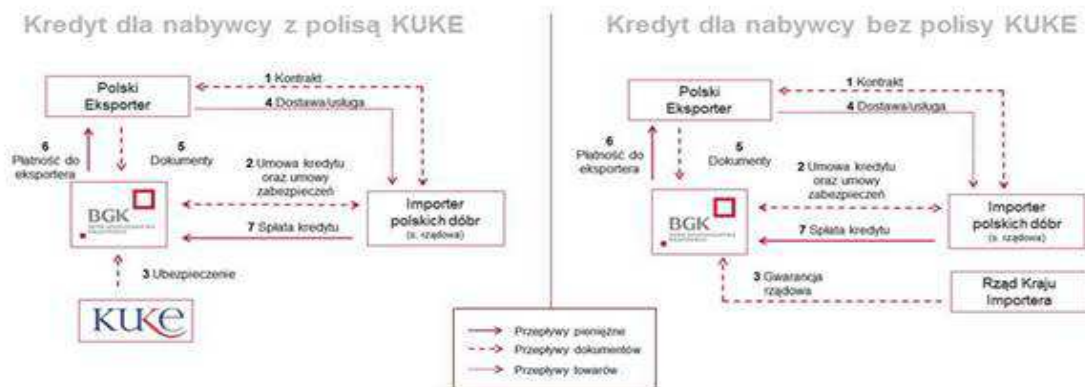 Kredyt dla nabywcy z polisą KUKE
Polski
Eksporter
1 Kontrakt
4 Dostawa/usługa
6
Płatność do
eksportera
5
Dokumenty
2 Umowa kredytu
oraz umowy
zabezpieczeń
BGK
Importer
polskich dóbr
(s. rządowa)
7 Spłata kredytu
3 Ubezpieczenie
KUKE
Kredyt dla nabywcy bez polisy KUKE
Polski
Eksporter
1 Kontrakt
4 Dostawa/usługa
6
Płatność do
eksportera
5
Dokumenty
2 Umowa kredytu
oraz umowy
zabezpieczeń
BGK
Importer
polskich dóbr
(s. rządowa)
7 Spłata kredytu
3 Gwarancja
rządowa
Rząd Kraju
Importera
Przepływy pieniężne
Przepływy dokumentów
Przepływy towarów